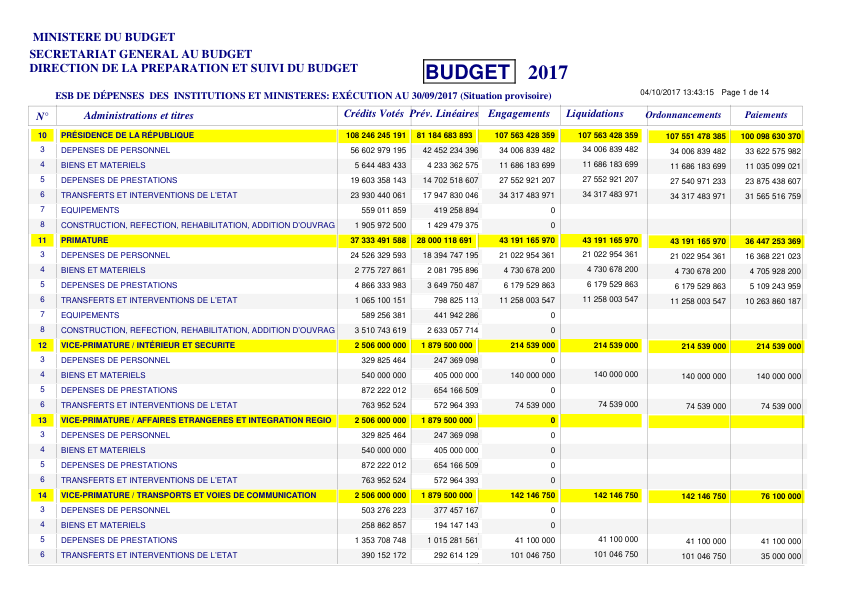 MINISTERE DU BUDGET
SECRETARIAT GENERAL AU BUDGET
DIRECTION DE LA PREPARATION ET SUIVI DU BUDGET
BUDGET 2017
ESB DE DÉPENSES DES INSTITUTIONS ET MINISTERES: EXÉCUTION AU 30/09/2017 (Situation provisoire)
04/10/2017 13:43:15 Page 1 de 14
N° Administrations et titres Crédits Votés Prév. Linéaires Engagements Liquidations Ordonnancements Paiements
10 PRÉSIDENCE DE LA RÉPUBLIQUE 108 246 245 191 81 184 683 893 107 563 428 359 107 563 428 359 107 551 478 385 100 098 630 370
3 DEPENSES DE PERSONNEL 56 602 979 195 42 452 234 396 34 006 839 482 34 006 839 482 34 006 839 482 33 622 575 982
4 BIENS ET MATERIELS 5 644 483 433 4 233 362 575 11 686 183 699 11 686 183 699 11 686 183 699 11 035 099 021
5 DEPENSES DE PRESTATIONS 19 603 358 143 14 702 518 607 27 552 921 207 27 552 921 207 27 540 971 233 23 875 438 607
6 TRANSFERTS ET INTERVENTIONS DE L'ETAT 23 930 440 061 17 947 830 046 34 317 483 971 34 317 483 971 34 317 483 971 31 565 516 759
7 EQUIPEMENTS 559 011 859 419 258 894 0
8 CONSTRUCTION, REFECTION, REHABILITATION, ADDITION D'OUVRAG 1 905 972 500 1 429 479 375 0
11 PRIMATURE 37 333 491 588 28 000 118 691 43 191 165 970 43 191 165 970 43 191 165 970 36 447 253 369
3 DEPENSES DE PERSONNEL 24 526 329 593 18 394 747 195 21 022 954 361 21 022 954 361 21 022 954 361 16 368 221 023
4 BIENS ET MATERIELS 2 775 727 861 2 081 795 896 4 730 678 200 4 730 678 200 4 730 678 200 4 705 928 200
5 DEPENSES DE PRESTATIONS 4 866 333 983 3 649 750 487 6 179 529 863 6 179 529 863 6 179 529 863 5 109 243 959
6 TRANSFERTS ET INTERVENTIONS DE L'ETAT 1 065 100 151 798 825 113 11 258 003 547 11 258 003 547 11 258 003 547 10 263 860 187
7 EQUIPEMENTS 589 256 381 441 942 286 0
8 CONSTRUCTION, REFECTION, REHABILITATION, ADDITION D'OUVRAG 3 510 743 619 2 633 057 714 0
12 VICE-PRIMATURE / INTÉRIEUR ET SECURITE 2 506 000 000 1 879 500 000 214 539 000 214 539 000 214 539 000 214 539 000
3 DEPENSES DE PERSONNEL 329 825 464 247 369 098 0
4 BIENS ET MATERIELS 540 000 000 405 000 000 140 000 000 140 000 000 140 000 000 140 000 000
5 DEPENSES DE PRESTATIONS 872 222 012 654 166 509 0
6 TRANSFERTS ET INTERVENTIONS DE L'ETAT 763 952 524 572 964 393 74 539 000 74 539 000 74 539 000 74 539 000
13 VICE-PRIMATURE / AFFAIRES ETRANGERES ET INTEGRATION REGIO 2 506 000 000 1 879 500 000 0
3 DEPENSES DE PERSONNEL 329 825 464 247 369 098 0
4 BIENS ET MATERIELS 540 000 000 405 000 000 0
5 DEPENSES DE PRESTATIONS 872 222 012 654 166 509 0
6 TRANSFERTS ET INTERVENTIONS DE L'ETAT 763 952 524 572 964 393 0
14 VICE-PRIMATURE / TRANSPORTS ET VOIES DE COMMUNICATION 2 506 000 000 1 879 500 000 142 146 750 142 146 750 142 146 750 76 100 000
3 DEPENSES DE PERSONNEL 503 276 223 377 457 167 0
4 BIENS ET MATERIELS 258 862 857 194 147 143 0
5 DEPENSES DE PRESTATIONS 1 353 708 748 1 015 281 561 41 100 000 41 100 000 41 100 000 41 100 000
6 TRANSFERTS ET INTERVENTIONS DE L'ETAT 390 152 172 292 614 129 101 046 750 101 046 750 101 046 750 35 000 000